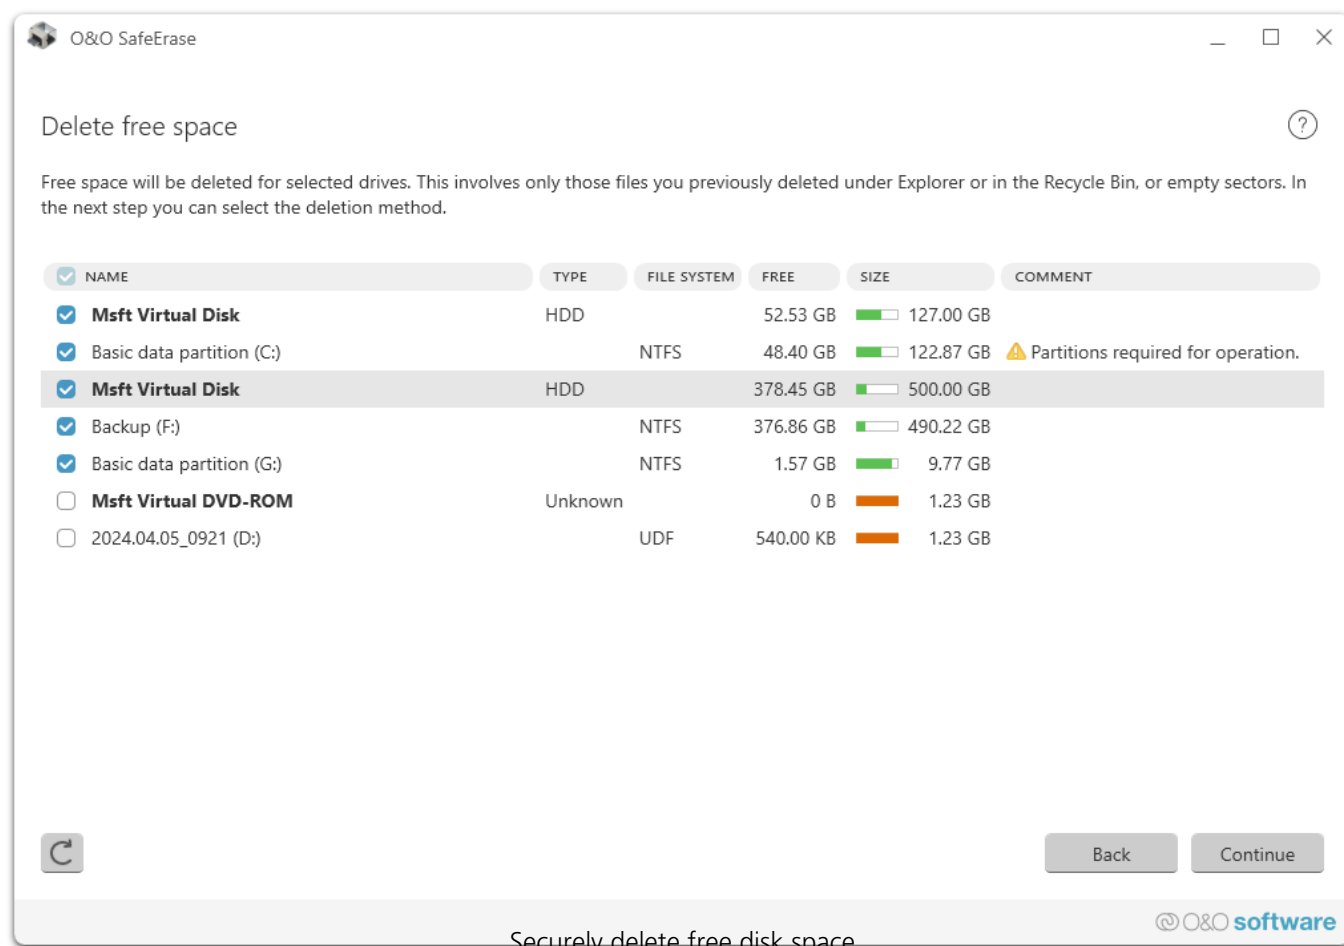 O&O SafeErase
Delete free space
?
Free space will be deleted for selected drives. This involves only those files you previously deleted under Explorer or in the Recycle Bin, or empty sectors. In
the next step you can select the deletion method.
NAME TYPE FILE SYSTEM FREE SIZE COMMENT
Msft Virtual Disk HDD 52.53 GB 127.00 GB
Basic data partition (C:) NTFS 48.40 GB 122.87 GB Partitions required for operation.
Msft Virtual Disk HDD 378.45 GB 500.00 GB
Backup (F:) NTFS 376.86 GB 490.22 GB
Basic data partition (G:) NTFS 1.57 GB 9.77 GB
Msft Virtual DVD-ROM Unknown 0 B 1.23 GB
2024.04.05_0921 (D:) UDF 540.00 KB 1.23 GB
Back Continue
O&O software
Securely delete free disk space